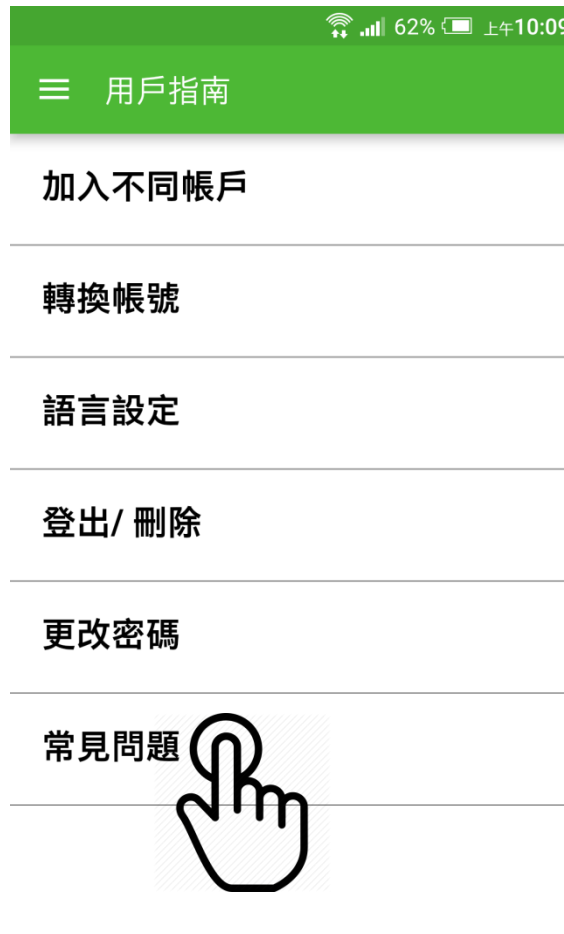 62% 上午10:09
用戶指南
加入不同帳戶
轉換帳號
語言設定
登出/ 刪除
更改密碼
常見問題